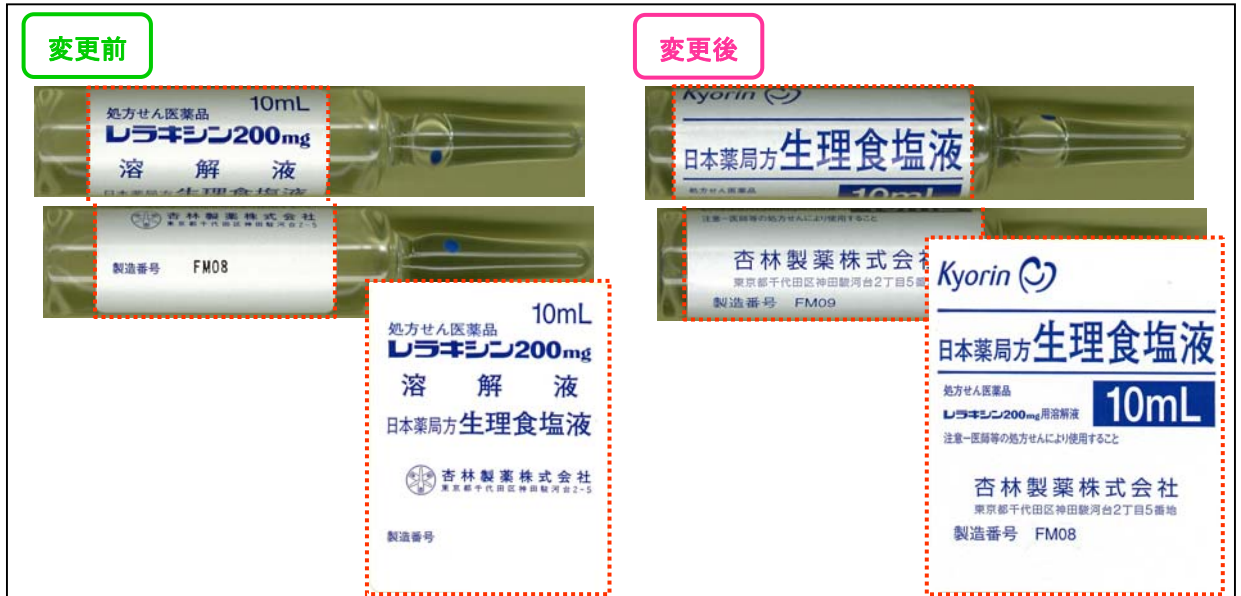 変更前
処方せん医薬品 10mL
レラキシン200mg
溶 解 液
日本薬局方生理食塩液
杏林製薬株式会社
東京都千代田区神田駿河台2-5
製造番号 FM08
10mL
処方せん医薬品
レラキシン200mg
溶 解 液
日本薬局方生理食塩液
杏林製薬株式会社
東京都千代田区神田駿河台2-5
製造番号
変更後
Kyorin
日本薬局方生理食塩液
処方せん医薬品
10mL
注意-医師等の処方せんにより使用すること
杏林製薬株式会
東京都千代田区神田駿河台2丁目5番
製造番号 FM09
Kyorin
日本薬局方生理食塩液
処方せん医薬品
レラキシン200mg用溶解液 10mL
注意-医師等の処方せんにより使用すること
杏林製薬株式会社
東京都千代田区神田駿河台2丁目5番地
製造番号 FM08